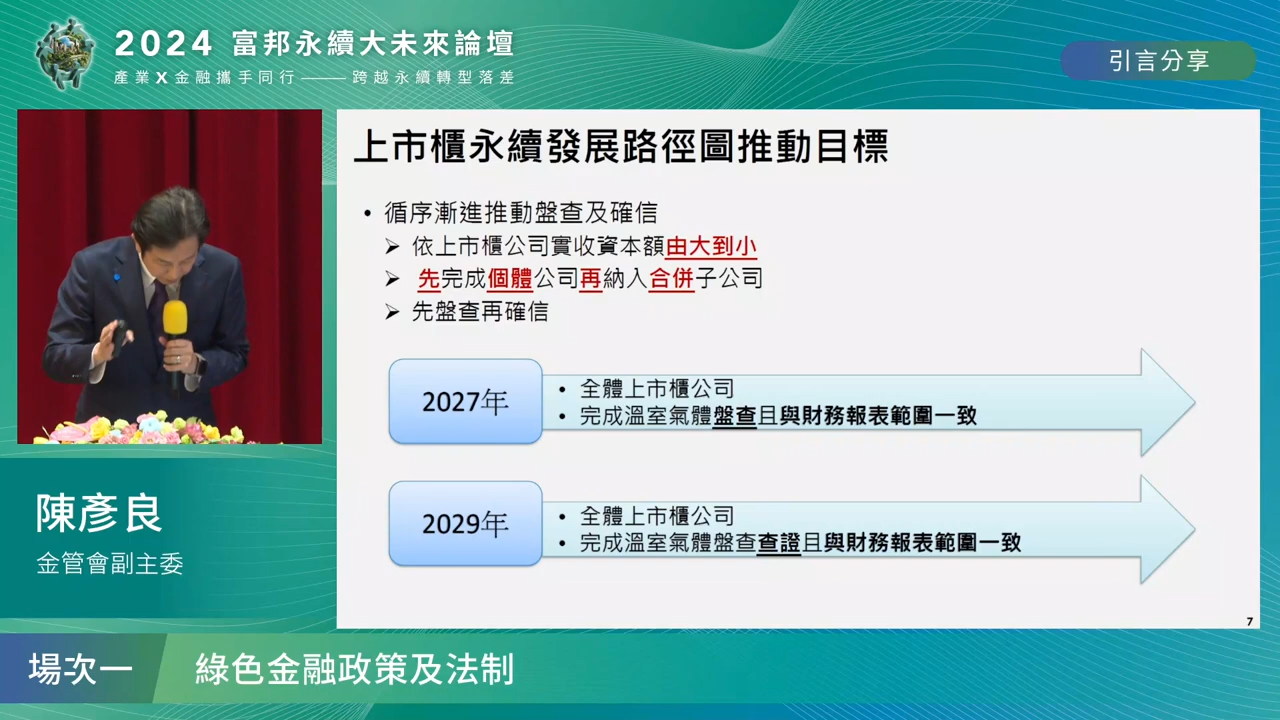 2024 富邦永續大未來論壇
產業X金融攜手同行——跨越永續轉型落差
引言分享
上市櫃永續發展路徑圖推動目標
• 循序漸進推動盤查及確信
➢ 依上市櫃公司實收資本額由大到小
➢ 先完成個體公司再納入合併子公司
➢ 先盤查再確信
2027年
• 全體上市櫃公司
• 完成溫室氣體盤查且與財務報表範圍一致
2029年
• 全體上市櫃公司
• 完成溫室氣體盤查查證且與財務報表範圍一致
7
陳彥良
金管會副主委
場次一
綠色金融政策及法制